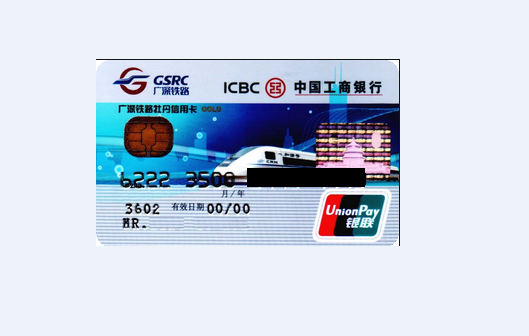 GSRC
广深铁路
ICBC 中国工商银行
广深铁路牡丹信用卡 GOLD
6222 3500
月／年
3602 有效日期 00/00
MR.
UnionPay
银联